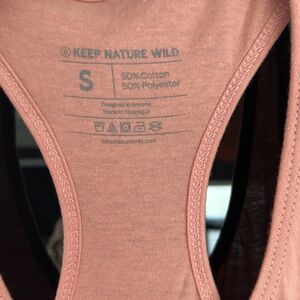 KEEP NATURE WILD
S
50% Cotton
50% Polyester
Designed in Arizona
Made in Nicaragua
keepnaturewild.com